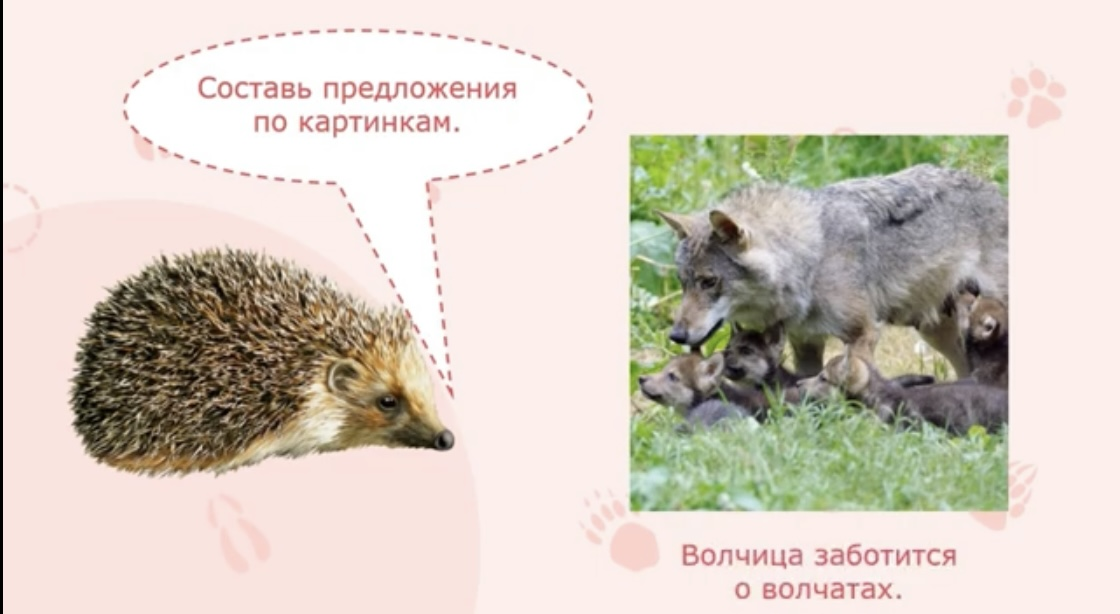 Составь предложения
по картинкам.
Волчица заботится
о волчатах.